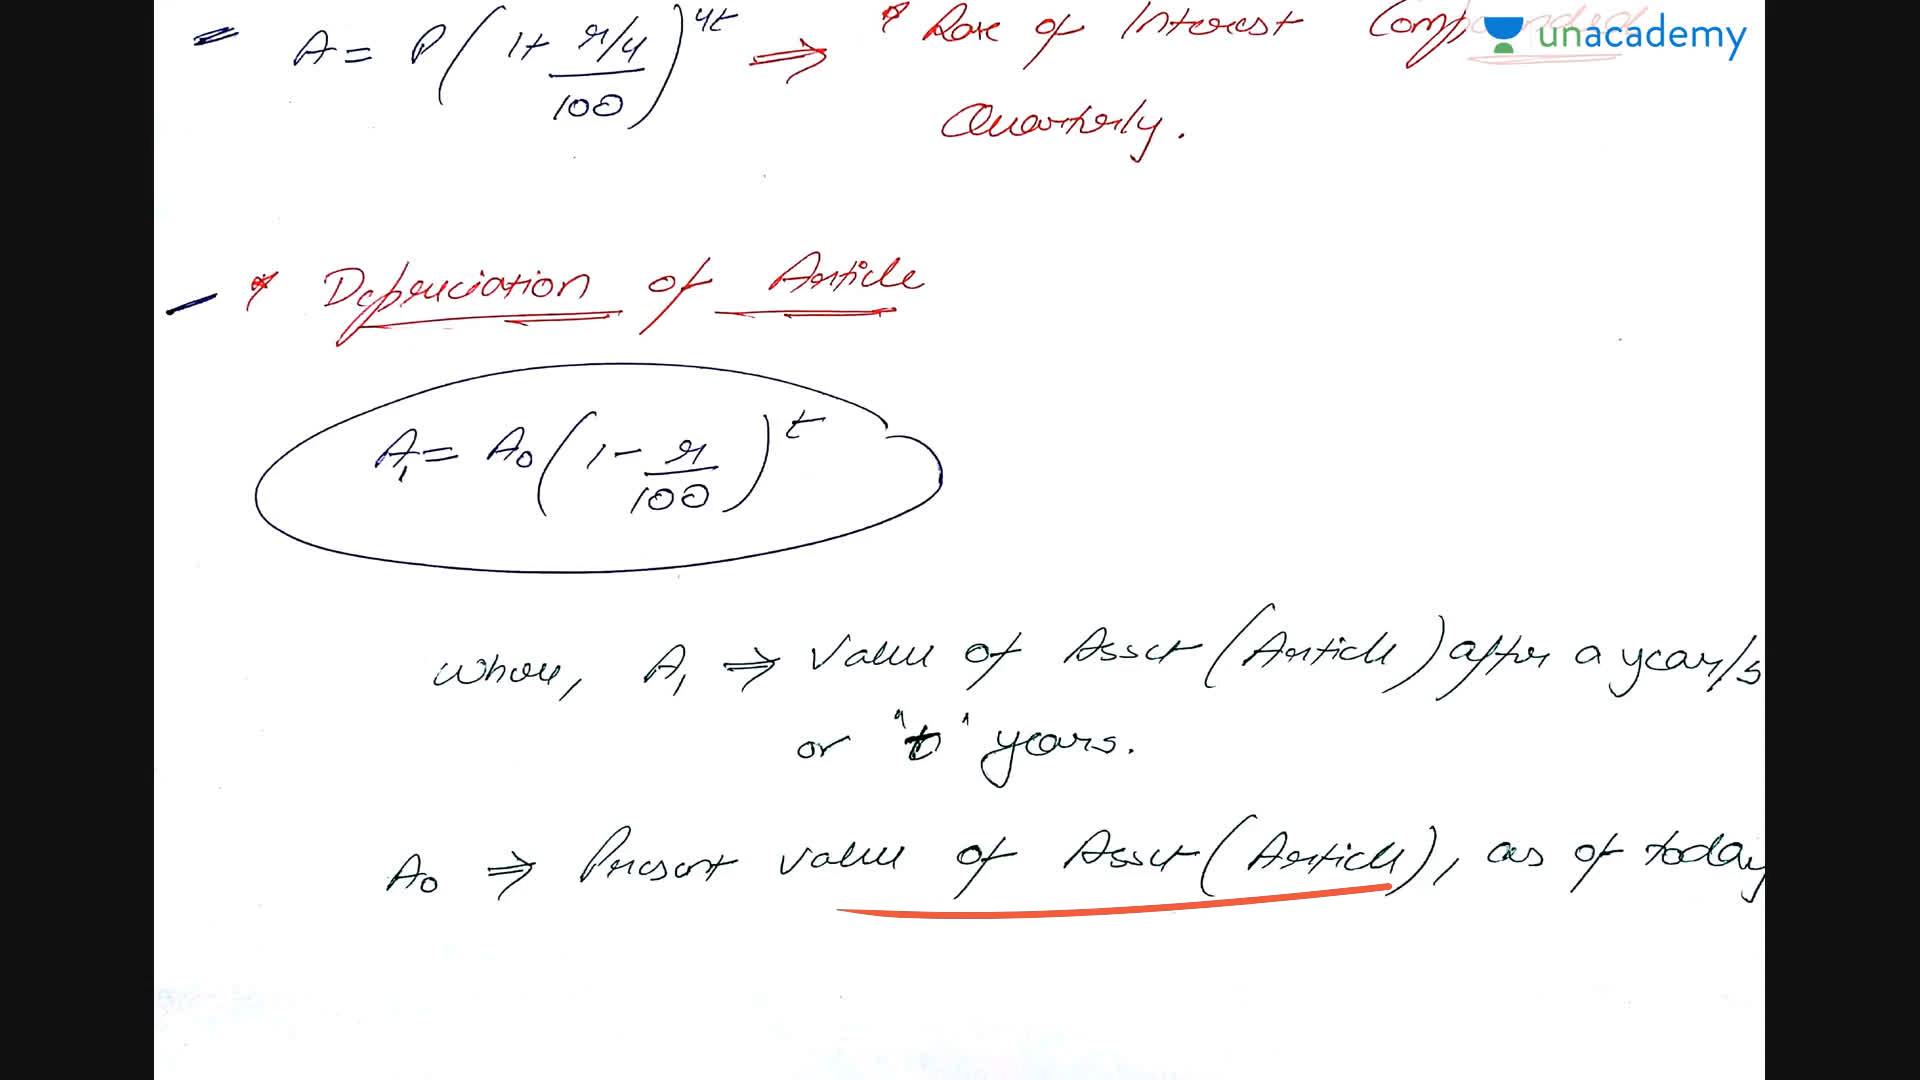 A = P(1 + r/4/100)^4t ⇒ * Rate of Interest Compounded
unacademy
Quarterly.
* Depreciation of Article
A₁ = A₀(1 - r/100)^t
where, A₁ ⇒ Value of Asset (Article) after a year/s
or 't' years.
A₀ ⇒ Present value of Asset (Article), as of today